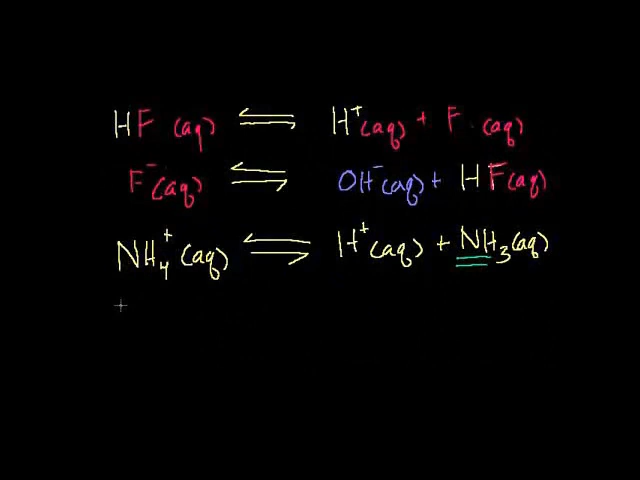 HF (aq) ⇌ H⁺(aq) + F (aq)
F⁻(aq) ⇌ OH⁻(aq) + HF(aq)
NH₄⁺(aq) ⇌ H⁺(aq) + NH₃(aq)